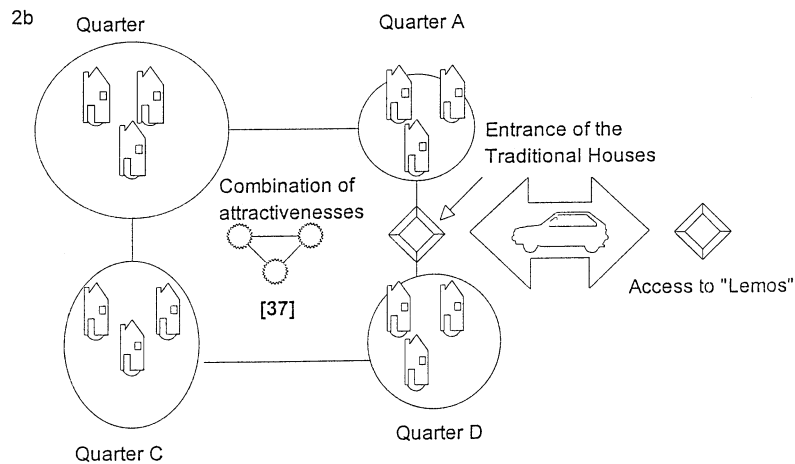 2b
Quarter
Quarter A
Entrance of the
Traditional Houses
Combination of
attractivenesses
[37]
Access to "Lemos"
Quarter C
Quarter D